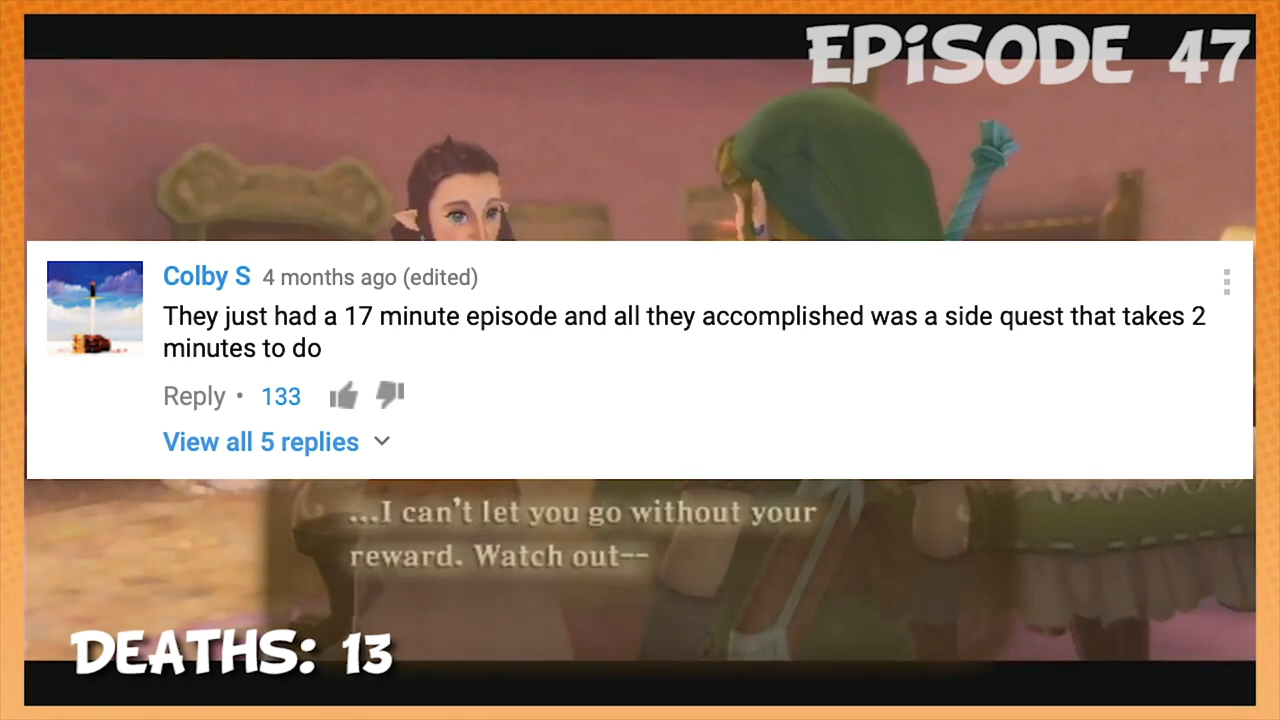 EPiSODE 47
Colby S 4 months ago (edited)
They just had a 17 minute episode and all they accomplished was a side quest that takes 2
minutes to do
Reply • 133
View all 5 replies
...I can't let you go without your
reward. Watch out--
DEATHS: 13